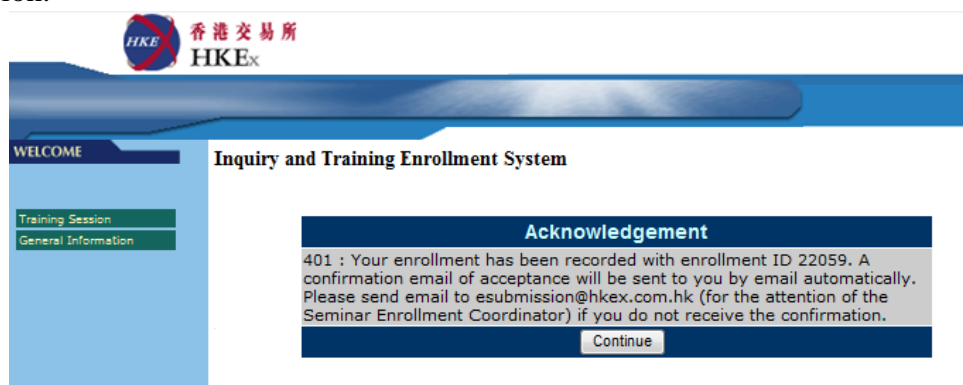 ion.
HKE
香港交易所
HKEx
WELCOME
Inquiry and Training Enrollment System
Training Session
General Information
Acknowledgement
401 : Your enrollment has been recorded with enrollment ID 22059. A
confirmation email of acceptance will be sent to you by email automatically.
Please send email to esubmission@hkex.com.hk (for the attention of the
Seminar Enrollment Coordinator) if you do not receive the confirmation.
Continue